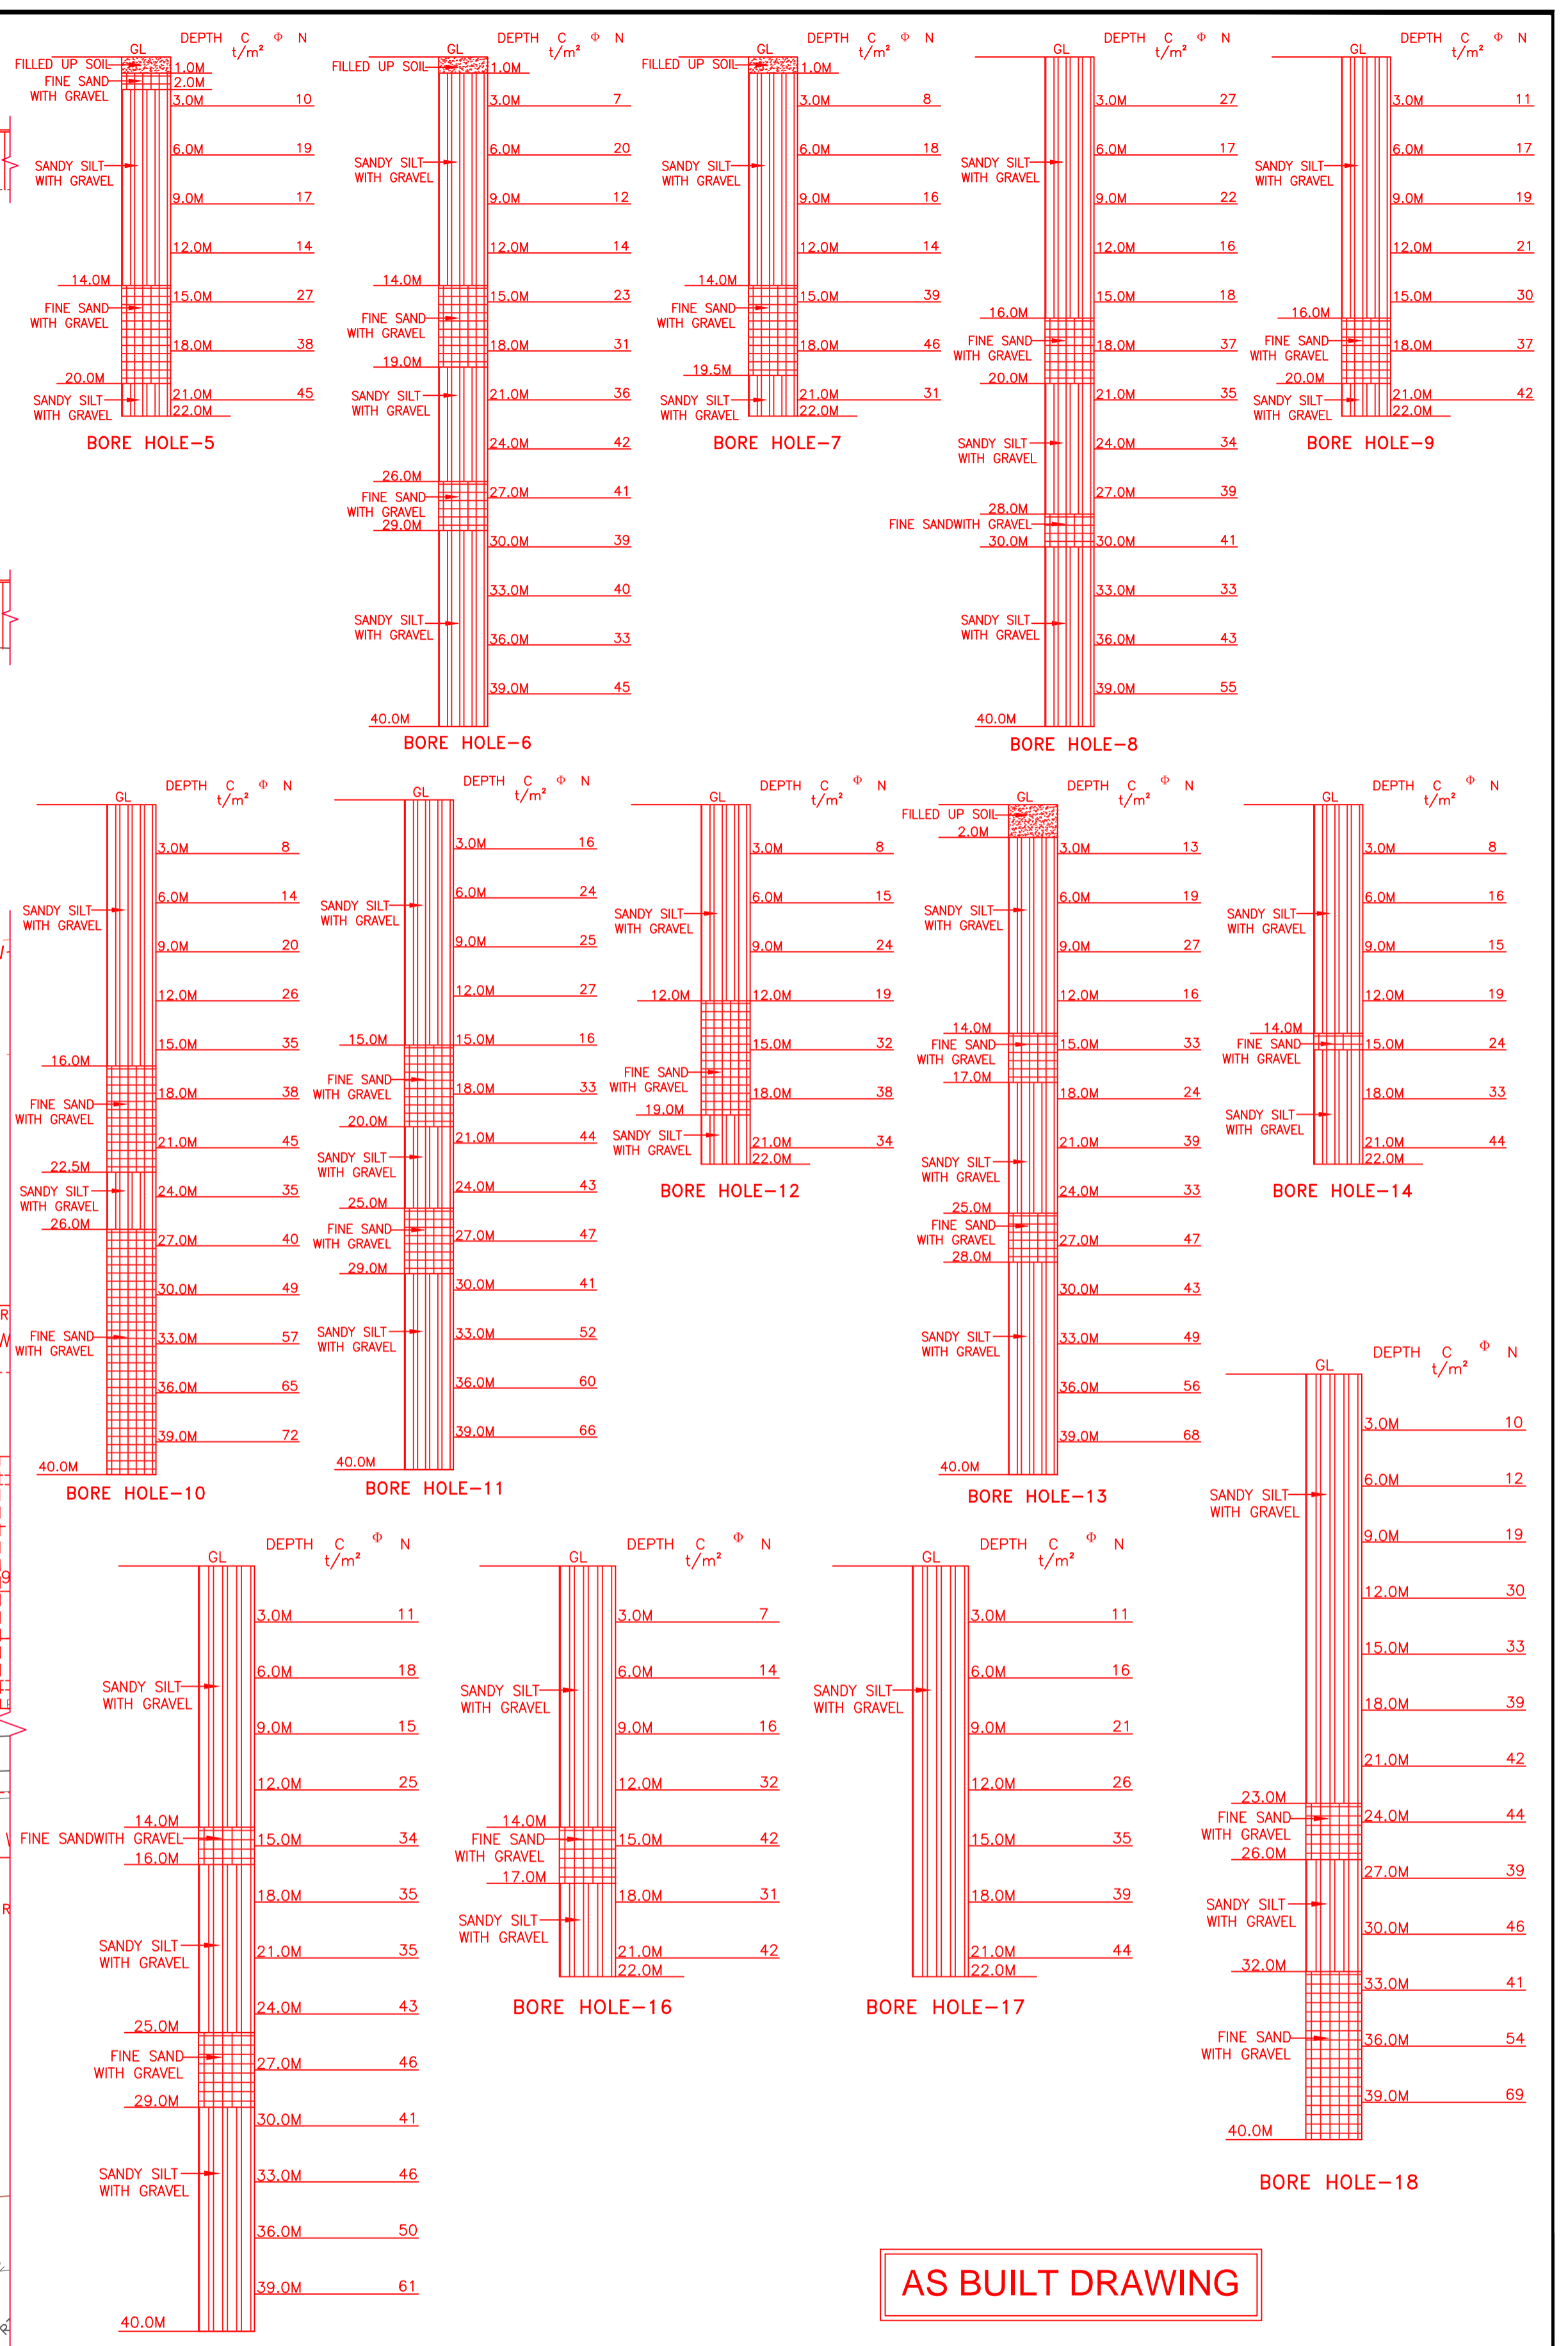 DEPTH C Φ N
t/m²
GL
FILLED UP SOIL
1.0M
FINE SAND
WITH GRAVEL
2.0M
3.0M 10
6.0M 19
SANDY SILT
WITH GRAVEL
9.0M 17
12.0M 14
14.0M
15.0M 27
FINE SAND
WITH GRAVEL
18.0M 38
20.0M
21.0M 45
SANDY SILT
WITH GRAVEL
22.0M
BORE HOLE-5
DEPTH C Φ N
t/m²
GL
FILLED UP SOIL
1.0M
3.0M 7
6.0M 20
SANDY SILT
WITH GRAVEL
9.0M 12
12.0M 14
14.0M
15.0M 23
FINE SAND
WITH GRAVEL
18.0M 31
19.0M
SANDY SILT
WITH GRAVEL
21.0M 36
24.0M 42
26.0M
27.0M 41
FINE SAND
WITH GRAVEL
29.0M
30.0M 39
33.0M 40
SANDY SILT
WITH GRAVEL
36.0M 33
39.0M 45
40.0M
BORE HOLE-6
DEPTH C Φ N
t/m²
GL
FILLED UP SOIL
1.0M
3.0M 8
6.0M 18
SANDY SILT
WITH GRAVEL
9.0M 16
12.0M 14
14.0M
15.0M 39
FINE SAND
WITH GRAVEL
18.0M 46
19.5M
21.0M 31
SANDY SILT
WITH GRAVEL
22.0M
BORE HOLE-7
DEPTH C Φ N
t/m²
GL
3.0M 27
6.0M 17
SANDY SILT
WITH GRAVEL
9.0M 22
12.0M 16
15.0M 18
16.0M
FINE SAND
WITH GRAVEL
18.0M 37
20.0M
21.0M 35
SANDY SILT
WITH GRAVEL
24.0M 34
27.0M 39
28.0M
FINE SANDWITH GRAVEL
30.0M
30.0M 41
33.0M 33
SANDY SILT
WITH GRAVEL
36.0M 43
39.0M 55
40.0M
BORE HOLE-8
DEPTH C Φ N
t/m²
GL
3.0M 11
6.0M 17
SANDY SILT
WITH GRAVEL
9.0M 19
12.0M 21
15.0M 30
16.0M
FINE SAND
WITH GRAVEL
18.0M 37
20.0M
21.0M 42
SANDY SILT
WITH GRAVEL
22.0M
BORE HOLE-9
DEPTH C Φ N
t/m²
GL
3.0M 8
6.0M 14
SANDY SILT
WITH GRAVEL
9.0M 20
12.0M 26
15.0M 35
16.0M
18.0M 38
FINE SAND
WITH GRAVEL
21.0M 45
22.5M
SANDY SILT
WITH GRAVEL
24.0M 35
26.0M
27.0M 40
30.0M 49
FINE SAND
WITH GRAVEL
33.0M 57
36.0M 65
39.0M 72
40.0M
BORE HOLE-10
DEPTH C Φ N
t/m²
GL
3.0M 16
6.0M 24
SANDY SILT
WITH GRAVEL
9.0M 25
12.0M 27
15.0M
15.0M 16
FINE SAND
WITH GRAVEL
18.0M 33
20.0M
21.0M 44
SANDY SILT
WITH GRAVEL
24.0M 43
25.0M
FINE SAND
WITH GRAVEL
27.0M 47
29.0M
30.0M 41
SANDY SILT
WITH GRAVEL
33.0M 52
36.0M 60
39.0M 66
40.0M
BORE HOLE-11
DEPTH C Φ N
t/m²
GL
3.0M 8
6.0M 15
SANDY SILT
WITH GRAVEL
9.0M 24
12.0M
12.0M 19
15.0M 32
FINE SAND
WITH GRAVEL
18.0M 38
19.0M
SANDY SILT
WITH GRAVEL
21.0M 34
22.0M
BORE HOLE-12
DEPTH C Φ N
t/m²
GL
FILLED UP SOIL
2.0M
3.0M 13
6.0M 19
SANDY SILT
WITH GRAVEL
9.0M 27
12.0M 16
14.0M
FINE SAND
WITH GRAVEL
15.0M 33
17.0M
18.0M 24
21.0M 39
SANDY SILT
WITH GRAVEL
24.0M 33
25.0M
FINE SAND
WITH GRAVEL
27.0M 47
28.0M
30.0M 43
SANDY SILT
WITH GRAVEL
33.0M 49
36.0M 56
39.0M 68
40.0M
BORE HOLE-13
DEPTH C Φ N
t/m²
GL
3.0M 8
6.0M 16
SANDY SILT
WITH GRAVEL
9.0M 15
12.0M 19
14.0M
FINE SAND
WITH GRAVEL
15.0M 24
18.0M 33
SANDY SILT
WITH GRAVEL
21.0M 44
22.0M
BORE HOLE-14
DEPTH C Φ N
t/m²
GL
3.0M 11
6.0M 18
SANDY SILT
WITH GRAVEL
9.0M 15
12.0M 25
14.0M
FINE SANDWITH GRAVEL
15.0M 34
16.0M
18.0M 35
SANDY SILT
WITH GRAVEL
21.0M 35
24.0M 43
25.0M
FINE SAND
WITH GRAVEL
27.0M 46
29.0M
30.0M 41
SANDY SILT
WITH GRAVEL
33.0M 46
36.0M 50
39.0M 61
40.0M
DEPTH C Φ N
t/m²
GL
3.0M 7
6.0M 14
SANDY SILT
WITH GRAVEL
9.0M 16
12.0M 32
14.0M
FINE SAND
WITH GRAVEL
15.0M 42
17.0M
18.0M 31
SANDY SILT
WITH GRAVEL
21.0M 42
22.0M
BORE HOLE-16
DEPTH C Φ N
t/m²
GL
3.0M 11
6.0M 16
SANDY SILT
WITH GRAVEL
9.0M 21
12.0M 26
15.0M 35
18.0M 39
21.0M 44
22.0M
BORE HOLE-17
DEPTH C Φ N
t/m²
GL
3.0M 10
6.0M 12
SANDY SILT
WITH GRAVEL
9.0M 19
12.0M 30
15.0M 33
18.0M 39
21.0M 42
23.0M
FINE SAND
WITH GRAVEL
24.0M 44
26.0M
27.0M 39
SANDY SILT
WITH GRAVEL
30.0M 46
32.0M
33.0M 41
FINE SAND
WITH GRAVEL
36.0M 54
39.0M 69
40.0M
BORE HOLE-18
AS BUILT DRAWING